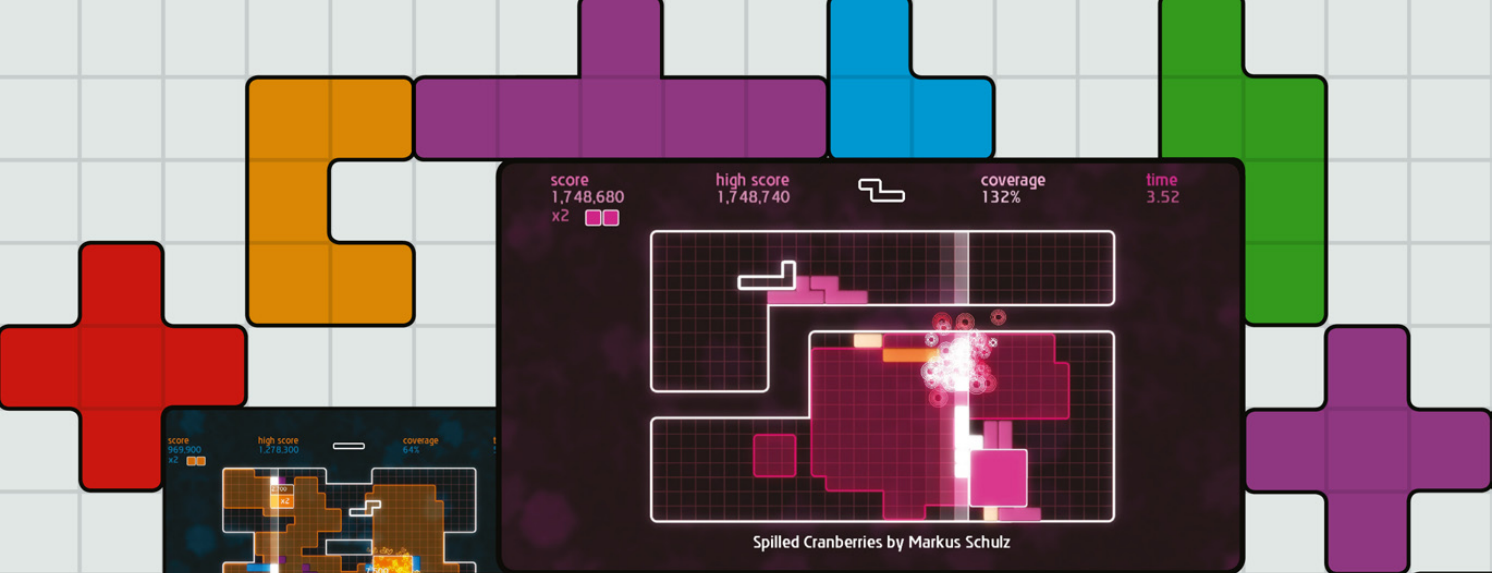 score
1,748,680
x2
high score
1,748,740
coverage
132%
time
3.52
Spilled Cranberries by Markus Schulz
score
969,900
x2
high score
1,278,300
coverage
64%
x2